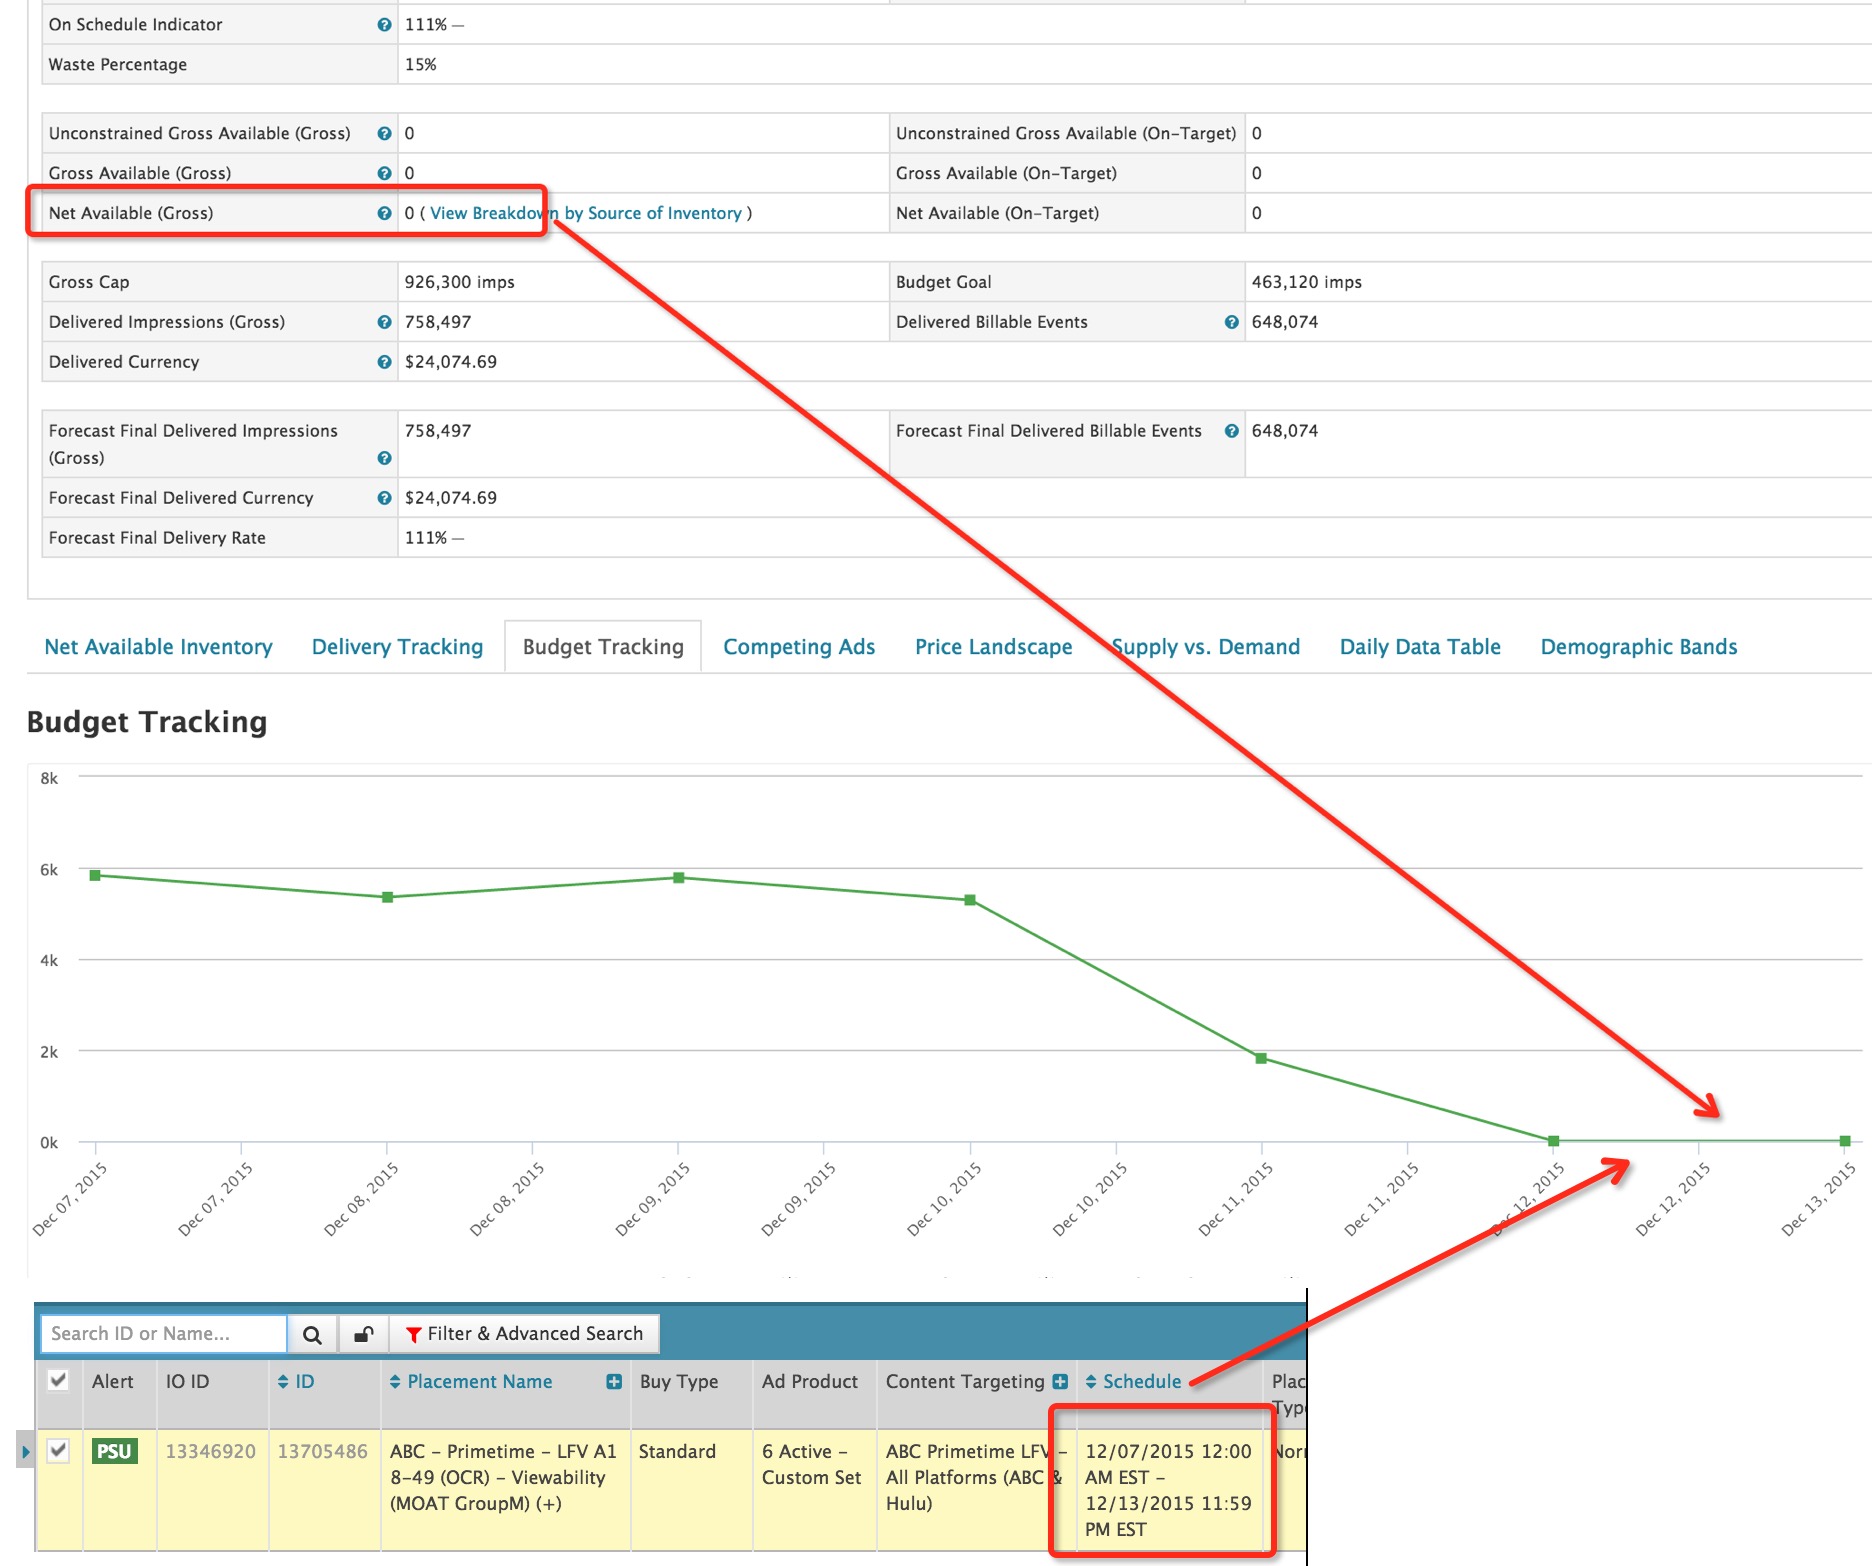 On Schedule Indicator 111% —
Waste Percentage 15%
Unconstrained Gross Available (Gross) 0 Unconstrained Gross Available (On-Target) 0
Gross Available (Gross) 0 Gross Available (On-Target) 0
Net Available (Gross) 0 ( View Breakdown by Source of Inventory ) Net Available (On-Target) 0
Gross Cap 926,300 imps Budget Goal 463,120 imps
Delivered Impressions (Gross) 758,497 Delivered Billable Events 648,074
Delivered Currency $24,074.69
Forecast Final Delivered Impressions 758,497 Forecast Final Delivered Billable Events 648,074
(Gross)
Forecast Final Delivered Currency $24,074.69
Forecast Final Delivery Rate 111% —
Net Available Inventory Delivery Tracking Budget Tracking Competing Ads Price Landscape Supply vs. Demand Daily Data Table Demographic Bands
Budget Tracking
8k
6k
4k
2k
0k
Dec 07, 2015 Dec 07, 2015 Dec 08, 2015 Dec 08, 2015 Dec 09, 2015 Dec 09, 2015 Dec 10, 2015 Dec 10, 2015 Dec 11, 2015 Dec 11, 2015 Dec 12, 2015 Dec 12, 2015 Dec 13, 2015
Search ID or Name... Filter & Advanced Search
Alert IO ID ID Placement Name Buy Type Ad Product Content Targeting Schedule Plac
Typ
PSU 13346920 13705486 ABC - Primetime - LFV A1 Standard 6 Active - ABC Primetime LFV - 12/07/2015 12:00 Nor
8-49 (OCR) - Viewability Custom Set All Platforms (ABC & AM EST -
(MOAT GroupM) (+) Hulu) 12/13/2015 11:59
PM EST